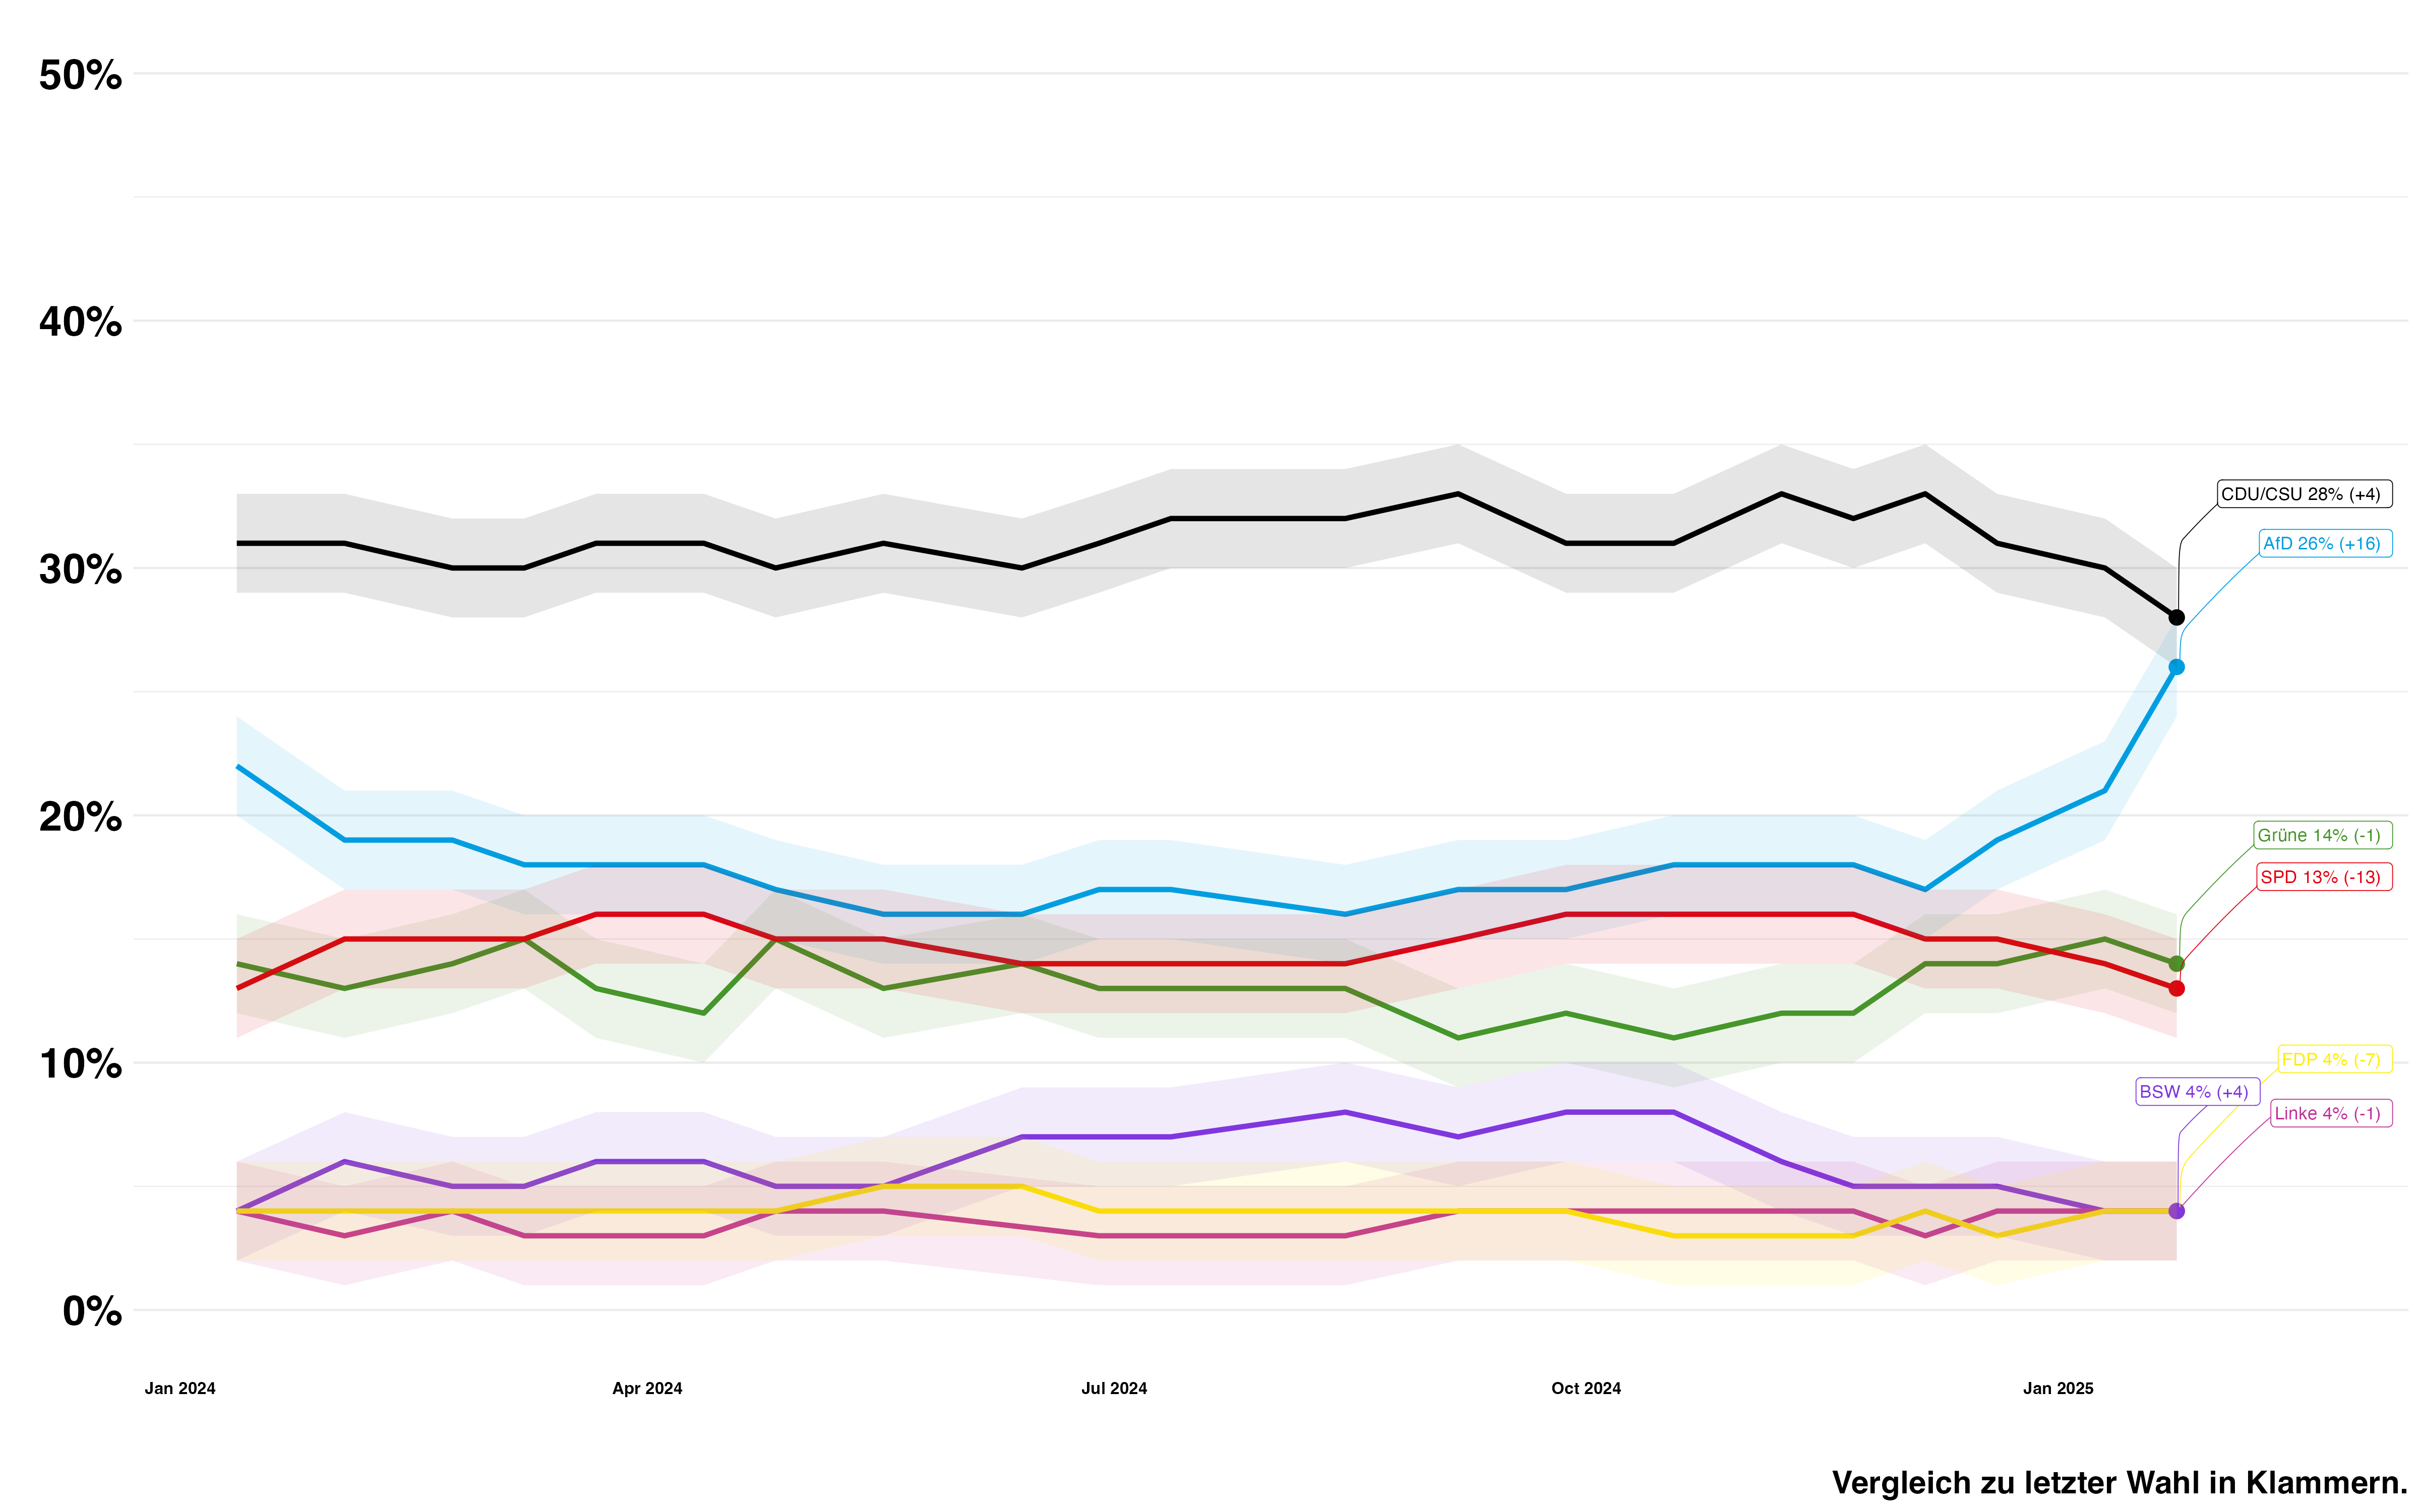 50%
40%
30%
20%
10%
0%
CDU/CSU 28% (+4)
AfD 26% (+16)
Grüne 14% (-1)
SPD 13% (-13)
FDP 4% (-7)
BSW 4% (+4)
Linke 4% (-1)
Jan 2024
Apr 2024
Jul 2024
Oct 2024
Jan 2025
Vergleich zu letzter Wahl in Klammern.